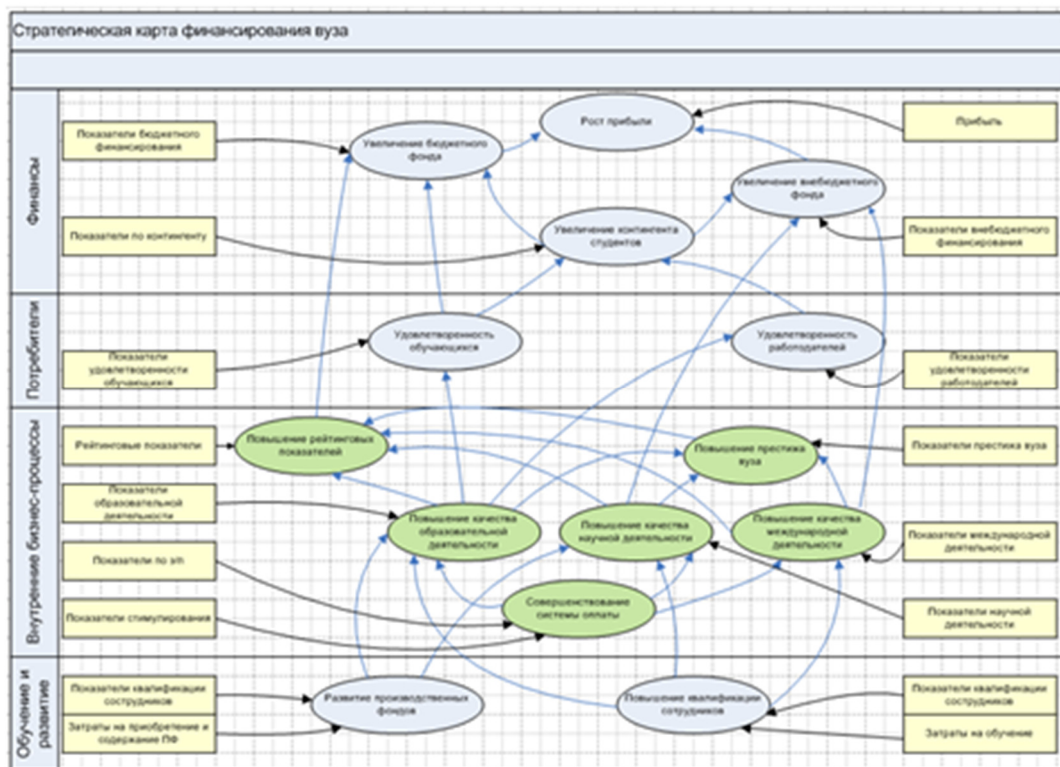 Стратегическая карта финансирования вуза
Финансы
Показатели бюджетного
финансирования
Увеличение бюджетного
фонда
Рост прибыли
Прибыль
Увеличение внебюджетного
фонда
Показатели по контингенту
Увеличение контингента
студентов
Показатели внебюджетного
финансирования
Потребители
Показатели
удовлетворенности
обучающихся
Удовлетворенность
обучающихся
Удовлетворенность
работодателей
Показатели
удовлетворенности
работодателей
Внутренние бизнес-процессы
Рейтинговые показатели
Повышение рейтинговых
показателей
Повышение престижа
вуза
Показатели престижа вуза
Показатели
образовательной
деятельности
Повышение качества
образовательной
деятельности
Повышение качества
научной деятельности
Повышение качества
международной
деятельности
Показатели международной
деятельности
Показатели по з/п
Совершенствование
системы оплаты
Показатели стимулирования
Показатели научной
деятельности
Обучение и
развитие
Показатели квалификации
сострудников
Затраты на приобретение и
содержание ПФ
Развитие производственных
фондов
Повышение квалификации
сотрудников
Показатели квалификации
сострудников
Затраты на обучение